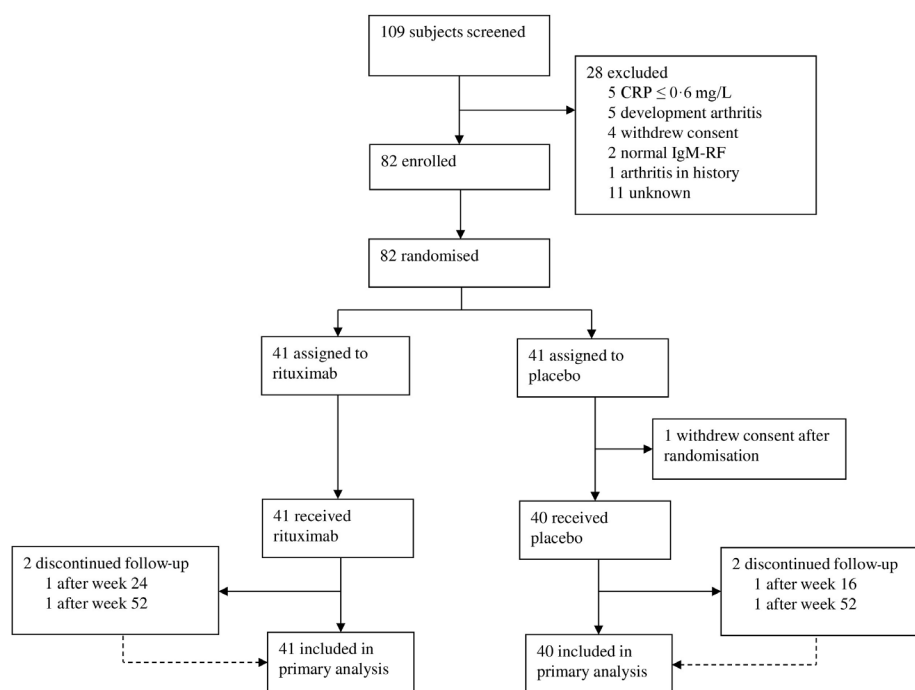 109 subjects screened
28 excluded
5 CRP ≤ 0·6 mg/L
5 development arthritis
4 withdrew consent
2 normal IgM-RF
1 arthritis in history
11 unknown
82 enrolled
82 randomised
41 assigned to
rituximab
41 assigned to
placebo
1 withdrew consent after
randomisation
41 received
rituximab
40 received
placebo
2 discontinued follow-up
1 after week 24
1 after week 52
2 discontinued follow-up
1 after week 16
1 after week 52
41 included in
primary analysis
40 included in
primary analysis